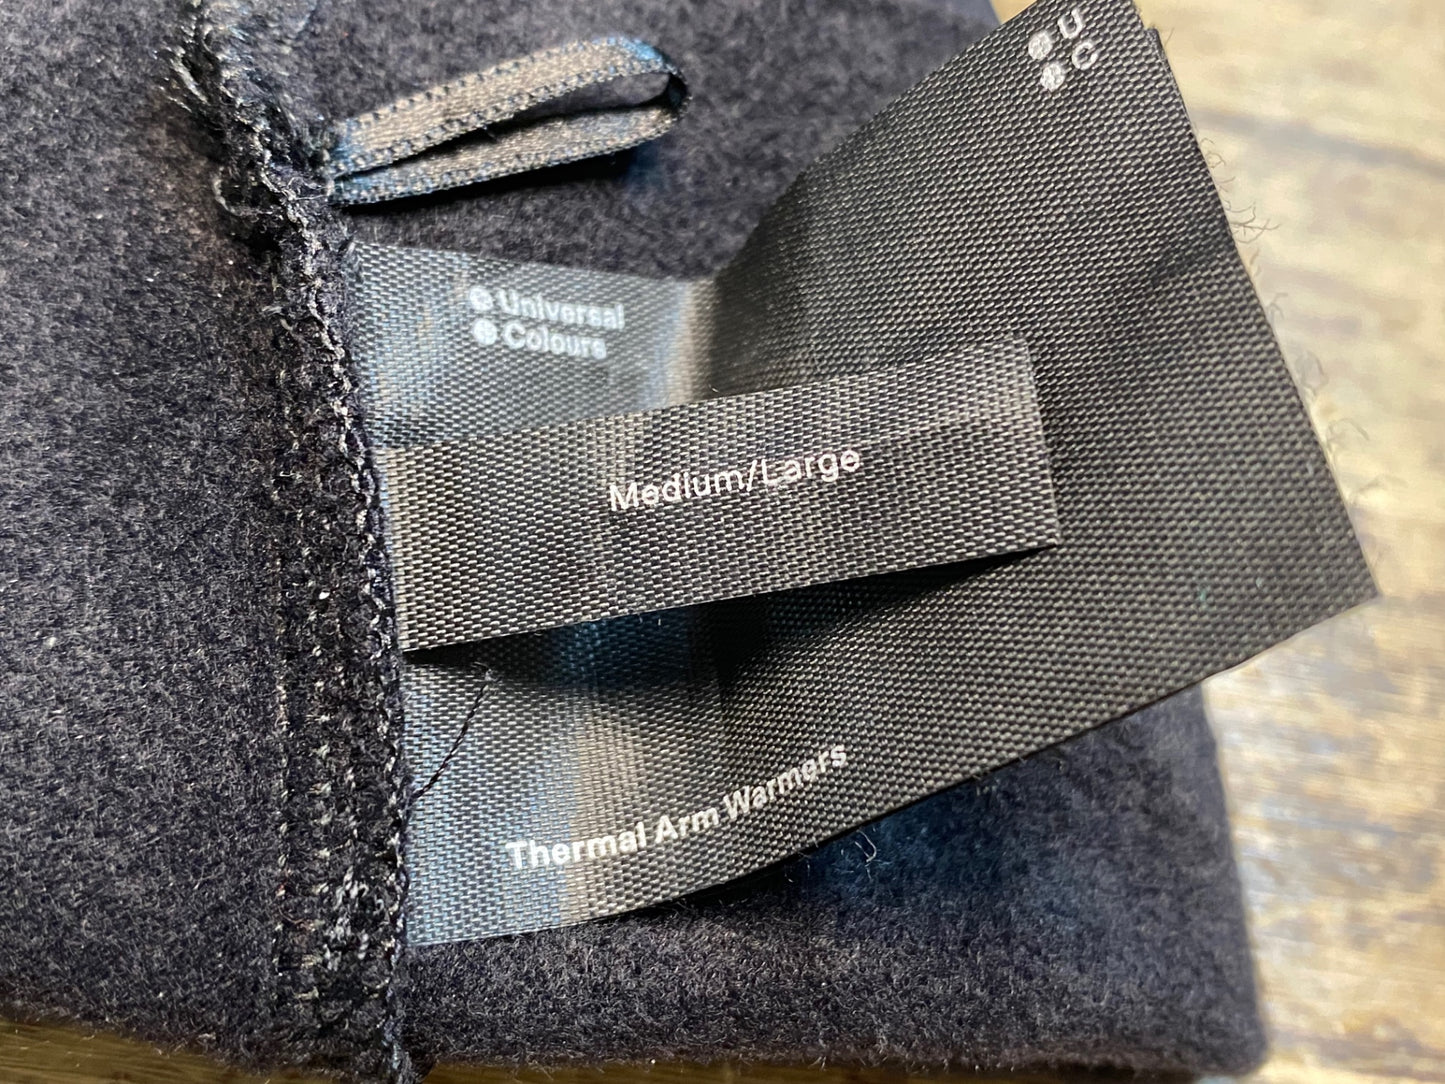 U
C
Universal
Colours
Medium/Large
Thermal Arm Warmers